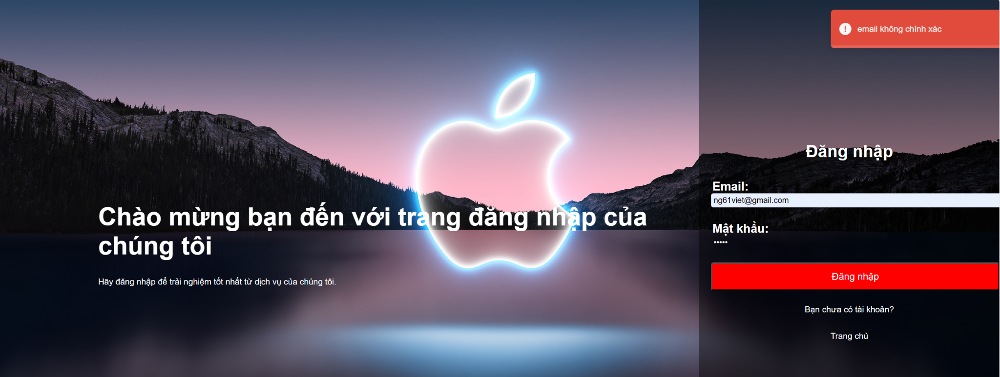 email không chính xác
Đăng nhập
Email:
ng61viet@gmail.com
Mật khẩu:
•••••
Đăng nhập
Bạn chưa có tài khoản?
Trang chủ
Chào mừng bạn đến với trang đăng nhập của
chúng tôi
Hãy đăng nhập để trải nghiệm tốt nhất từ dịch vụ của chúng tôi.